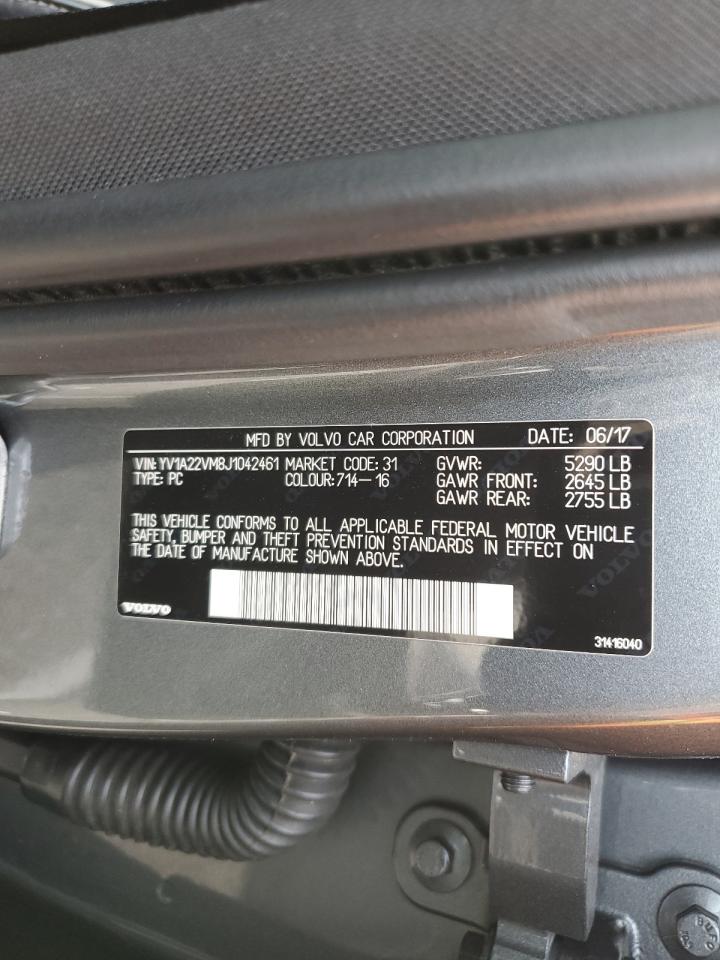 MFD BY VOLVO CAR CORPORATION DATE: 06/17
VIN: YV1A22VM8J1042461 MARKET CODE: 31 GVWR: 5290 LB
TYPE: PC COLOUR: 714-16 GAWR FRONT: 2645 LB
GAWR REAR: 2755 LB
THIS VEHICLE CONFORMS TO ALL APPLICABLE FEDERAL MOTOR VEHICLE
SAFETY, BUMPER AND THEFT PREVENTION STANDARDS IN EFFECT ON
THE DATE OF MANUFACTURE SHOWN ABOVE.
VOLVO
31416040
BUFO